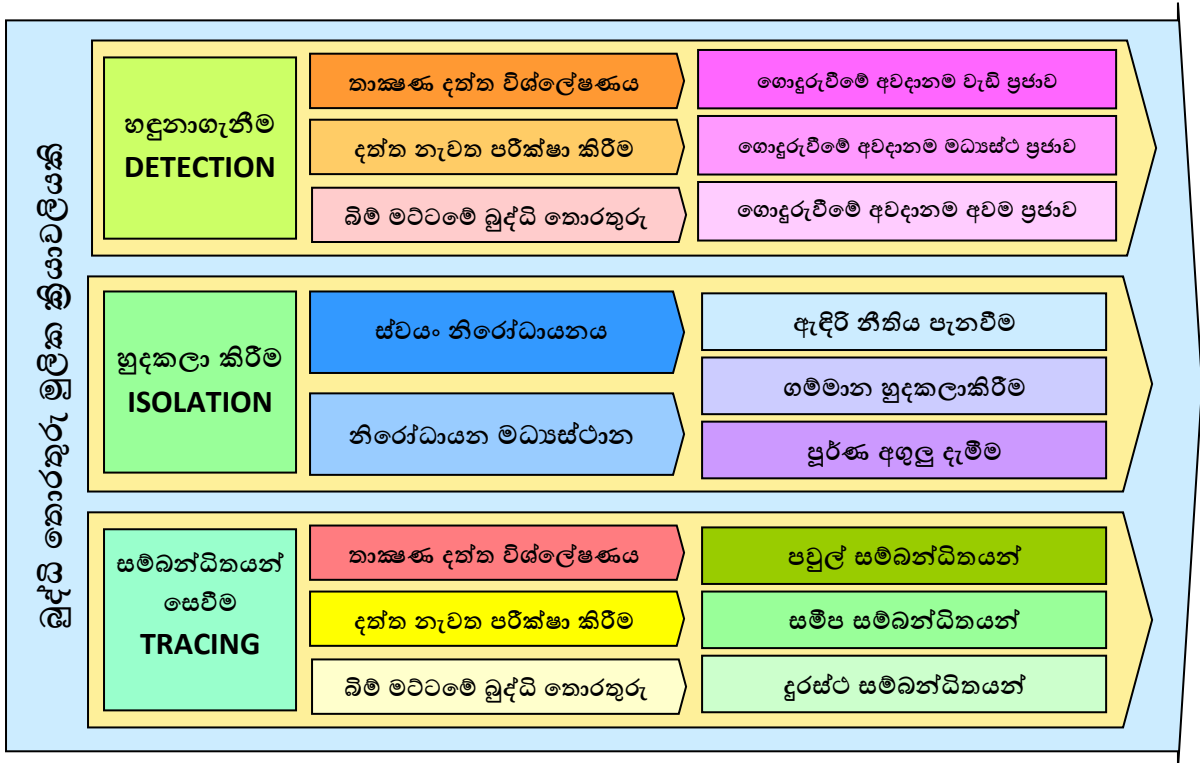 බුද්ධි තොරතුරු මූලික ක්‍රියාවලියකි
හඳුනාගැනීම
DETECTION
තාක්‍ෂණ දත්ත විශ්ලේෂණය
දත්ත නැවත පරීක්ෂා කිරීම
බිම් මට්ටමේ බුද්ධි තොරතුරු
ගොදුරුවීමේ අවදානම වැඩි ප්‍රජාව
ගොදුරුවීමේ අවදානම මධ්‍යස්ථ ප්‍රජාව
ගොදුරුවීමේ අවදානම අවම ප්‍රජාව
හුදකලා කිරීම
ISOLATION
ස්වයං නිරෝධායනය
නිරෝධායන මධ්‍යස්ථාන
ඇඳිරි නීතිය පැනවීම
ගම්මාන හුදකලාකිරීම
පූර්ණ අගුලු දැමීම
සම්බන්ධිතයන්
සෙවීම
TRACING
තාක්‍ෂණ දත්ත විශ්ලේෂණය
දත්ත නැවත පරීක්ෂා කිරීම
බිම් මට්ටමේ බුද්ධි තොරතුරු
පවුල් සම්බන්ධිතයන්
සමීප සම්බන්ධිතයන්
දුරස්ථ සම්බන්ධිතයන්